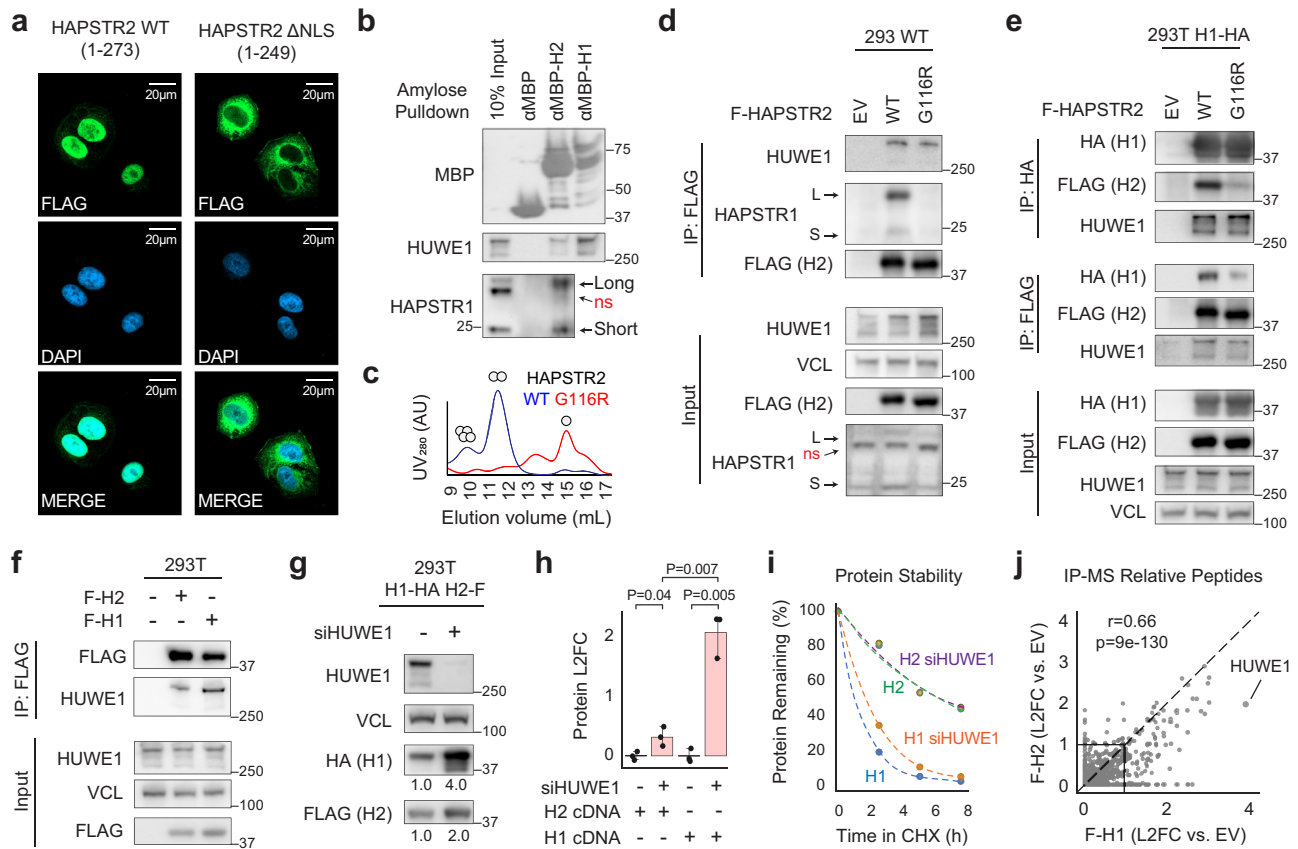 a
HAPSTR2 WT
(1-273)
HAPSTR2 ΔNLS
(1-249)
20µm
FLAG
20µm
FLAG
20µm
DAPI
20µm
DAPI
20µm
MERGE
20µm
MERGE
b
Amylose
Pulldown
10% Input
αMBP
αMBP-H2
αMBP-H1
MBP
75
50
37
HUWE1
250
HAPSTR1
Long
ns
Short
25
c
HAPSTR2
WT G116R
UV280 (AU)
9 10 11 12 13 14 15 16 17
Elution volume (mL)
d
293 WT
F-HAPSTR2
EV
WT
G116R
IP: FLAG
HUWE1
250
HAPSTR1
L
S
25
FLAG (H2)
37
Input
HUWE1
250
VCL
100
FLAG (H2)
37
HAPSTR1
L
ns
S
25
e
293T H1-HA
F-HAPSTR2
EV
WT
G116R
IP: HA
HA (H1)
37
FLAG (H2)
37
HUWE1
250
IP: FLAG
HA (H1)
37
FLAG (H2)
37
HUWE1
250
Input
HA (H1)
37
FLAG (H2)
37
HUWE1
250
VCL
100
f
293T
F-H2 - + -
F-H1 - - +
IP: FLAG
FLAG
37
HUWE1
250
Input
HUWE1
250
VCL
100
FLAG
37
g
293T
H1-HA H2-F
siHUWE1 - +
HUWE1
250
VCL
100
HA (H1)
37
1.0 4.0
FLAG (H2)
37
1.0 2.0
h
P=0.007
P=0.04
P=0.005
Protein L2FC
2
1
0
siHUWE1 - + - +
H2 cDNA + + - -
H1 cDNA - - + +
i
Protein Stability
Protein Remaining (%)
100
80
60
40
20
0
H2 siHUWE1
H2
H1 siHUWE1
H1
0 2 4 6 8
Time in CHX (h)
j
IP-MS Relative Peptides
r=0.66
p=9e-130
HUWE1
F-H2 (L2FC vs. EV)
4
3
2
1
0
0 1 2 3 4
F-H1 (L2FC vs. EV)